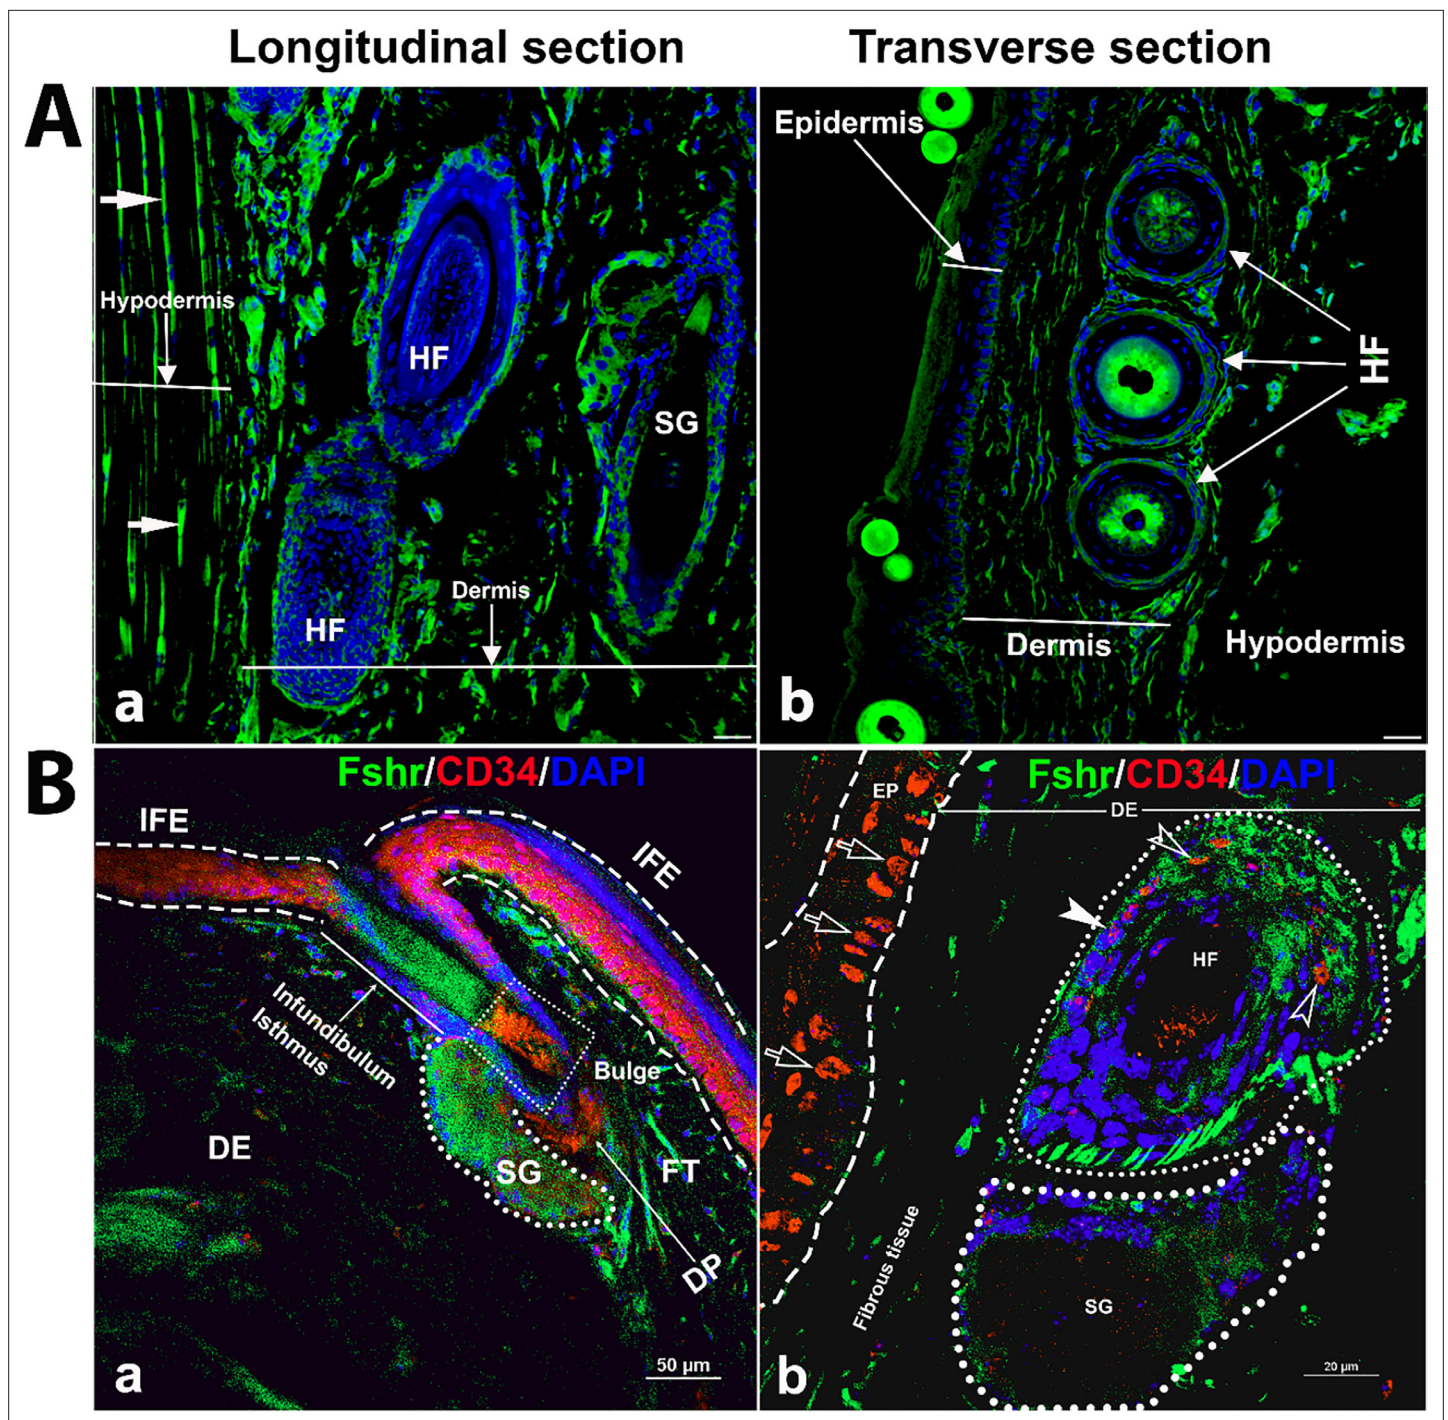 Longitudinal section
Transverse section
A
Hypodermis
HF
SG
Dermis
HF
a
Epidermis
HF
Dermis
Hypodermis
b
B
Fshr/CD34/DAPI
IFE
IFE
Infundibulum
Isthmus
Bulge
DE
SG
FT
DP
50 µm
a
Fshr/CD34/DAPI
EP
DE
HF
Fibrous tissue
SG
20 µm
b